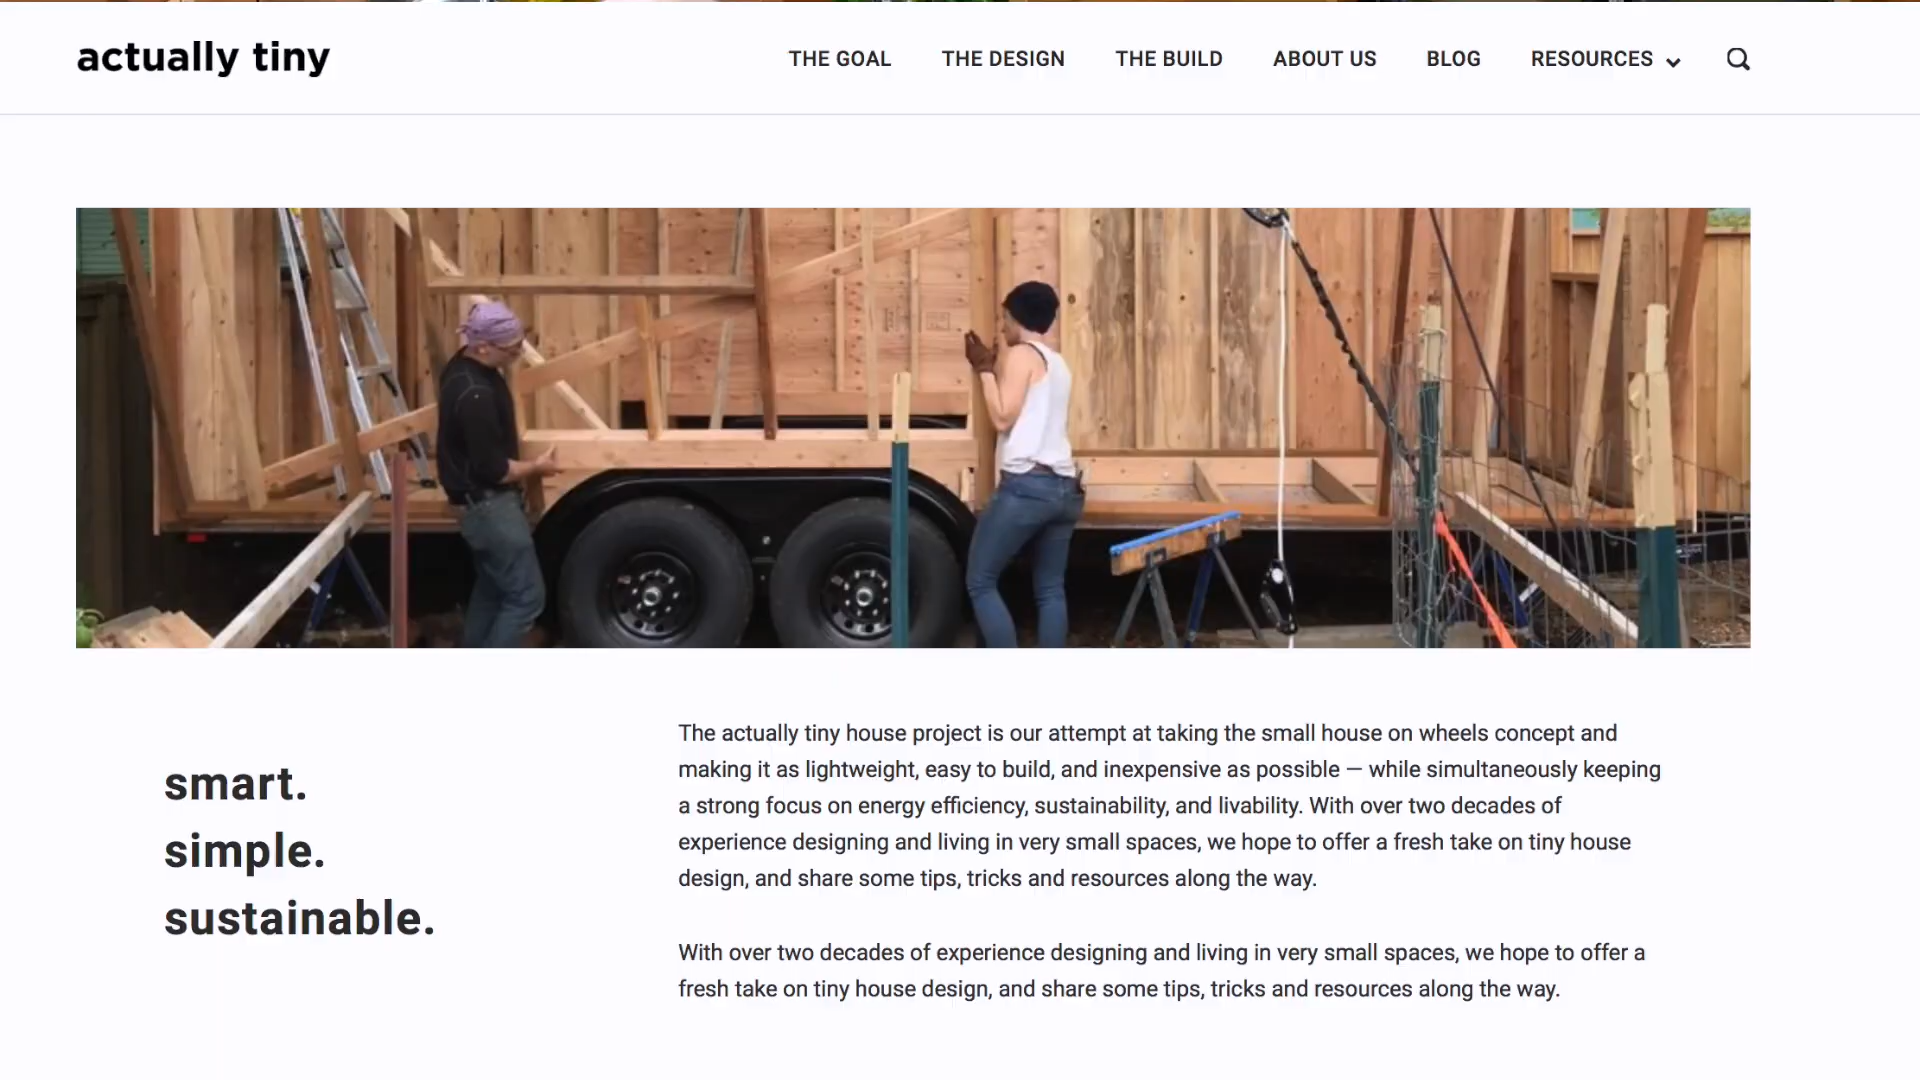 actually tiny
THE GOAL THE DESIGN THE BUILD ABOUT US BLOG RESOURCES
smart.
simple.
sustainable.
The actually tiny house project is our attempt at taking the small house on wheels concept and
making it as lightweight, easy to build, and inexpensive as possible — while simultaneously keeping
a strong focus on energy efficiency, sustainability, and livability. With over two decades of
experience designing and living in very small spaces, we hope to offer a fresh take on tiny house
design, and share some tips, tricks and resources along the way.
With over two decades of experience designing and living in very small spaces, we hope to offer a
fresh take on tiny house design, and share some tips, tricks and resources along the way.